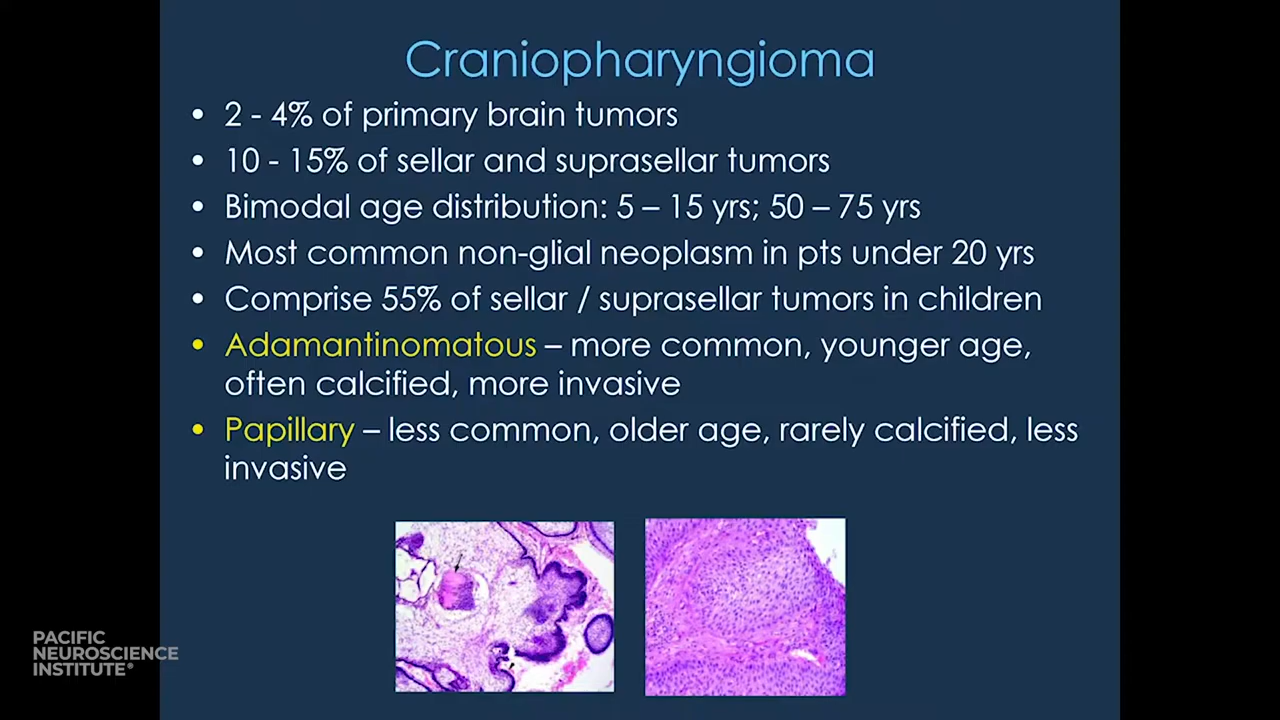 Craniopharyngioma
• 2 - 4% of primary brain tumors
• 10 - 15% of sellar and suprasellar tumors
• Bimodal age distribution: 5 – 15 yrs; 50 – 75 yrs
• Most common non-glial neoplasm in pts under 20 yrs
• Comprise 55% of sellar / suprasellar tumors in children
• Adamantinomatous – more common, younger age,
often calcified, more invasive
• Papillary – less common, older age, rarely calcified, less
invasive
PACIFIC
NEUROSCIENCE
INSTITUTE®